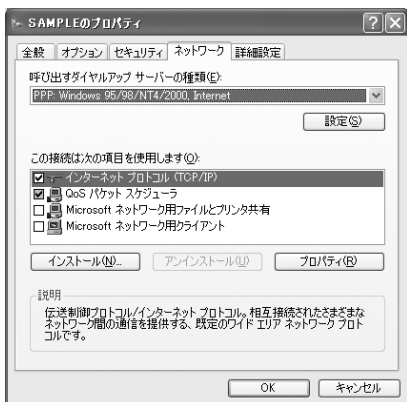 SAMPLEのプロパティ
全般 オプション セキュリティ ネットワーク 詳細設定
呼び出すダイヤルアップ サーバーの種類(E):
PPP: Windows 95/98/NT4/2000, Internet
設定(S)
この接続は次の項目を使用します(O):
インターネット プロトコル (TCP/IP)
QoS パケット スケジューラ
Microsoft ネットワーク用ファイルとプリンタ共有
Microsoft ネットワーク用クライアント
インストール(N)... アンインストール(U) プロパティ(R)
説明
伝送制御プロトコル/インターネット プロトコル。相互接続されたさまざまな
ネットワーク間の通信を提供する、既定のワイド エリア ネットワーク プロト
コルです。
OK キャンセル